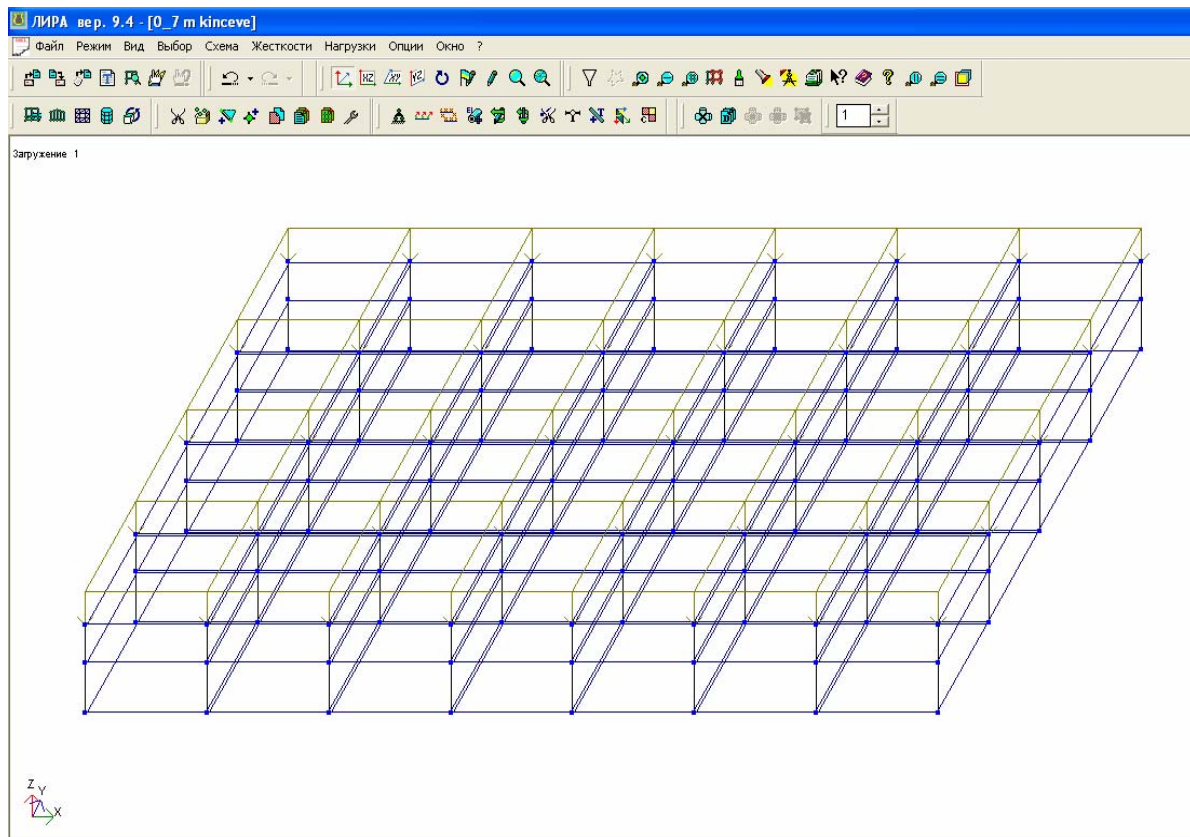 ЛИРА вер. 9.4 - [0_7 m kinceve]
Файл Режим Вид Выбор Схема Жесткости Нагрузки Опции Окно ?
1
Загружение 1
Z
Y
X